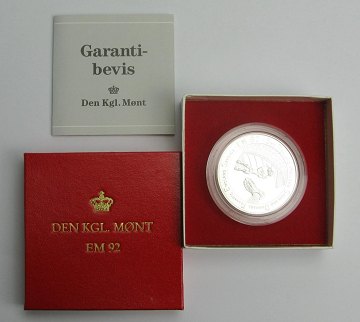 Garanti-
bevis
Den Kgl. Mønt
DEN KGL. MØNT
EM 92